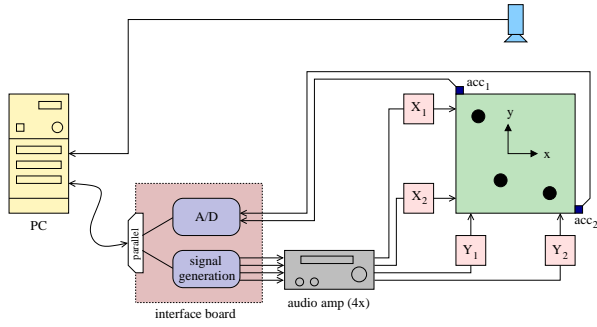 acc1
X1
y
x
X2
acc2
PC
A/D
parallel
signal
generation
Y1
Y2
audio amp (4x)
interface board